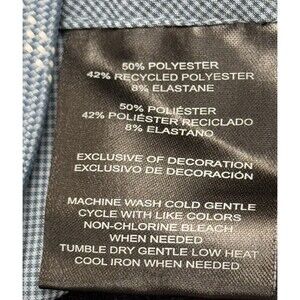 50% POLYESTER
42% RECYCLED POLYESTER
8% ELASTANE
50% POLIÉSTER
42% POLIÉSTER RECICLADO
8% ELASTANO
EXCLUSIVE OF DECORATION
EXCLUSIVO DE DECORACIÓN
MACHINE WASH COLD GENTLE
CYCLE WITH LIKE COLORS
NON-CHLORINE BLEACH
WHEN NEEDED
TUMBLE DRY GENTLE LOW HEAT
COOL IRON WHEN NEEDED